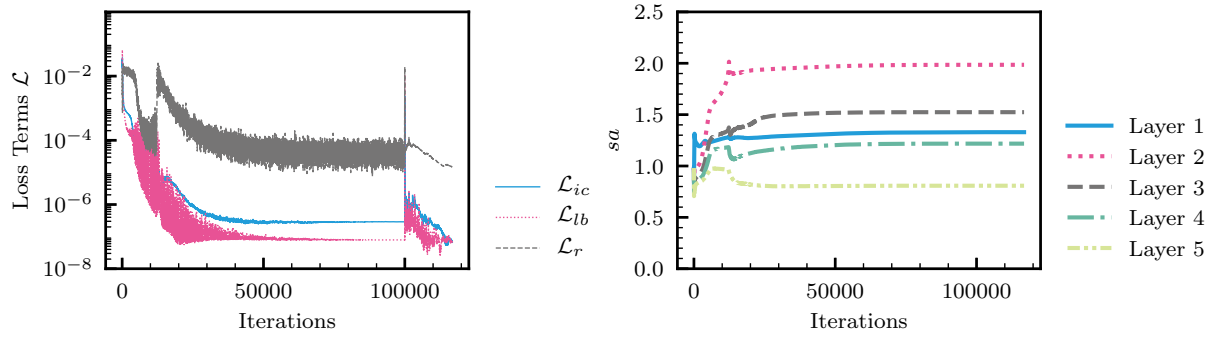 Loss Terms ℒ
10⁻²
10⁻⁴
10⁻⁶
10⁻⁸
0
50000
100000
Iterations
ℒ_ic
ℒ_lb
ℒ_r
sa
2.5
2.0
1.5
1.0
0.5
0.0
0
50000
100000
Iterations
Layer 1
Layer 2
Layer 3
Layer 4
Layer 5